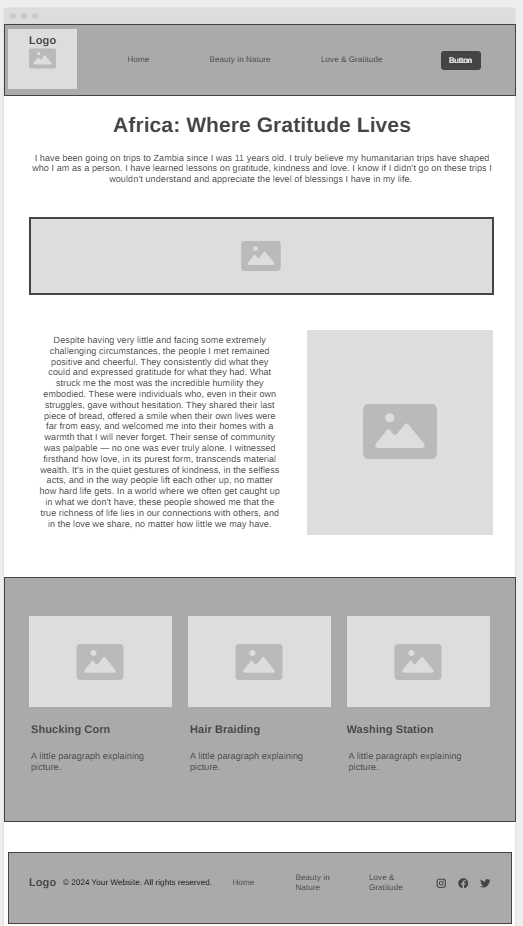 Logo
Home Beauty in Nature Love & Gratitude Button
Africa: Where Gratitude Lives
I have been going on trips to Zambia since I was 11 years old. I truly believe my humanitarian trips have shaped
who I am as a person. I have learned lessons on gratitude, kindness and love. I know if I didn't go on these trips I
wouldn't understand and appreciate the level of blessings I have in my life.
Despite having very little and facing some extremely
challenging circumstances, the people I met remained
positive and cheerful. They consistently did what they
could and expressed gratitude for what they had. What
struck me the most was the incredible humility they
embodied. These were individuals who, even in their own
struggles, gave without hesitation. They shared their last
piece of bread, offered a smile when their own lives were
far from easy, and welcomed me into their homes with a
warmth that I will never forget. Their sense of community
was palpable — no one was ever truly alone. I witnessed
firsthand how love, in its purest form, transcends material
wealth. It's in the quiet gestures of kindness, in the selfless
acts, and in the way people lift each other up, no matter
how hard life gets. In a world where we often get caught up
in what we don't have, these people showed me that the
true richness of life lies in our connections with others, and
in the love we share, no matter how little we may have.
Shucking Corn
A little paragraph explaining
picture.
Hair Braiding
A little paragraph explaining
picture.
Washing Station
A little paragraph explaining
picture.
Logo © 2024 Your Website. All rights reserved.
Home
Beauty in
Nature
Love &
Gratitude